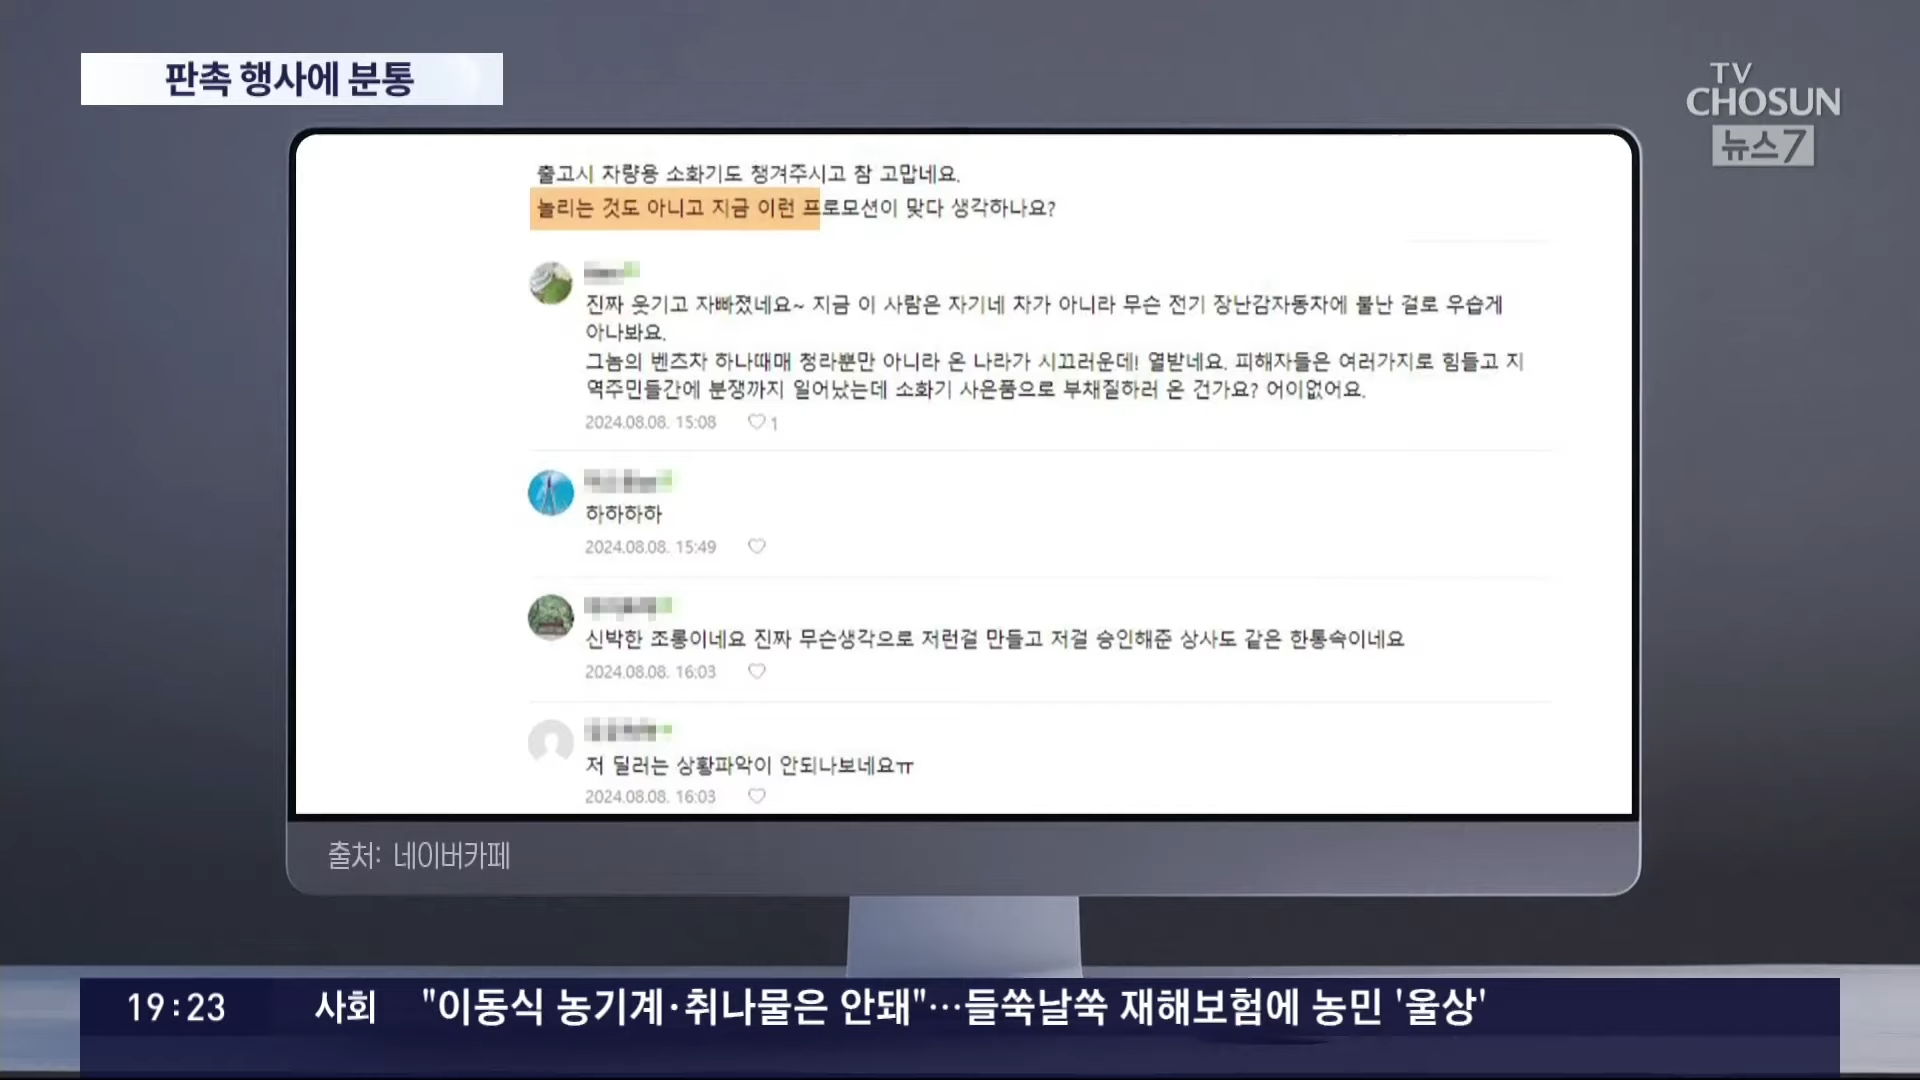 판촉 행사에 분통
TV
CHOSUN
뉴스7
출고시 차량용 소화기도 챙겨주시고 참 고맙네요.
놀리는 것도 아니고 지금 이런 프로모션이 맞다 생각하나요?
진짜 웃기고 자빠졌네요~ 지금 이 사람은 자기네 차가 아니라 무슨 전기 장난감자동차에 불난 걸로 우습게
아나봐요.
그놈의 벤츠차 하나때매 청라뿐만 아니라 온 나라가 시끄러운데! 열받네요. 피해자들은 여러가지로 힘들고 지
역주민들간에 분쟁까지 일어났는데 소화기 사은품으로 부채질하러 온 건가요? 어이없어요.
2024.08.08. 15:08 1
하하하하
2024.08.08. 15:49
신박한 조롱이네요 진짜 무슨생각으로 저런걸 만들고 저걸 승인해준 상사도 같은 한통속이네요
2024.08.08. 16:03
저 딜러는 상황파악이 안되나보네요ㅠ
2024.08.08. 16:03
출처: 네이버카페
19:23 사회 "이동식 농기계·취나물은 안돼"…들쑥날쑥 재해보험에 농민 '울상'